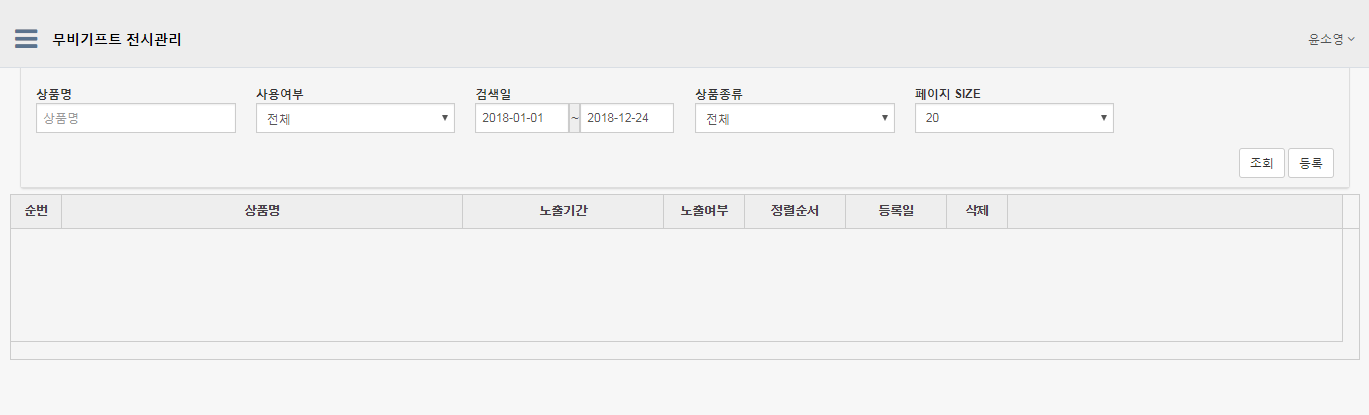 무비기프트 전시관리
윤소영
상품명 사용여부 검색일 상품종류 페이지 SIZE
상품명 전체 2018-01-01 ~ 2018-12-24 전체 20
조회 등록
순번 상품명 노출기간 노출여부 정렬순서 등록일 삭제